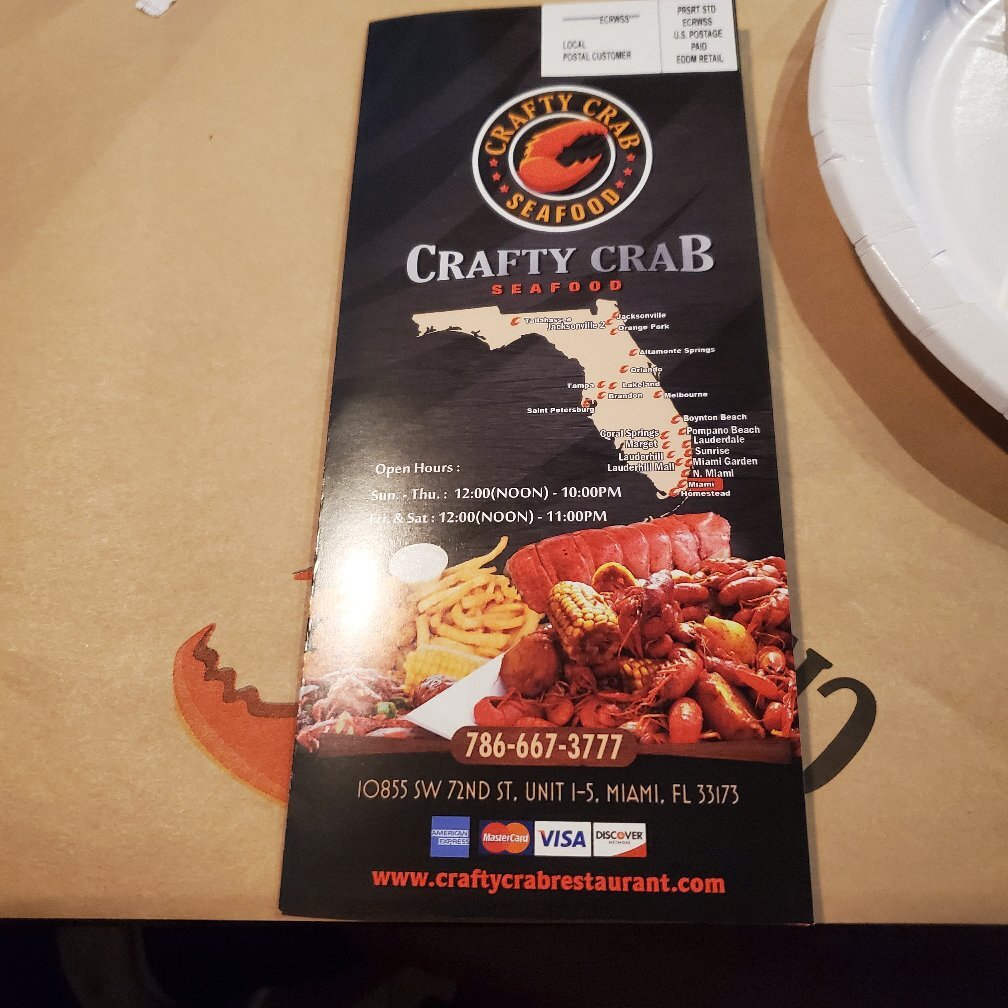 ECRWSS
LOCAL
POSTAL CUSTOMER
PRSRT STD
ECRWSS
U.S. POSTAGE
PAID
EDDM RETAIL
CRAFTY CRAB
SEAFOOD
CRAFTY CRAB
SEAFOOD
Tallahassee
Jacksonville
Jacksonville 2
Orange Park
Altamonte Springs
Orlando
Tampa
Lakeland
Brandon
Melbourne
Saint Petersburg
Boynton Beach
Coral Springs
Pompano Beach
Marget
Lauderdale
Sunrise
Lauderhill
Miami Garden
Lauderhill Mall
N. Miami
Miami
Homestead
Open Hours :
Sun. - Thu. : 12:00(NOON) - 10:00PM
Fri. & Sat : 12:00(NOON) - 11:00PM
786-667-3777
10855 SW 72ND ST, UNIT 1-5, MIAMI, FL 33173
AMERICAN EXPRESS
MasterCard
VISA
DISCOVER
NETWORK
www.craftycrabrestaurant.com